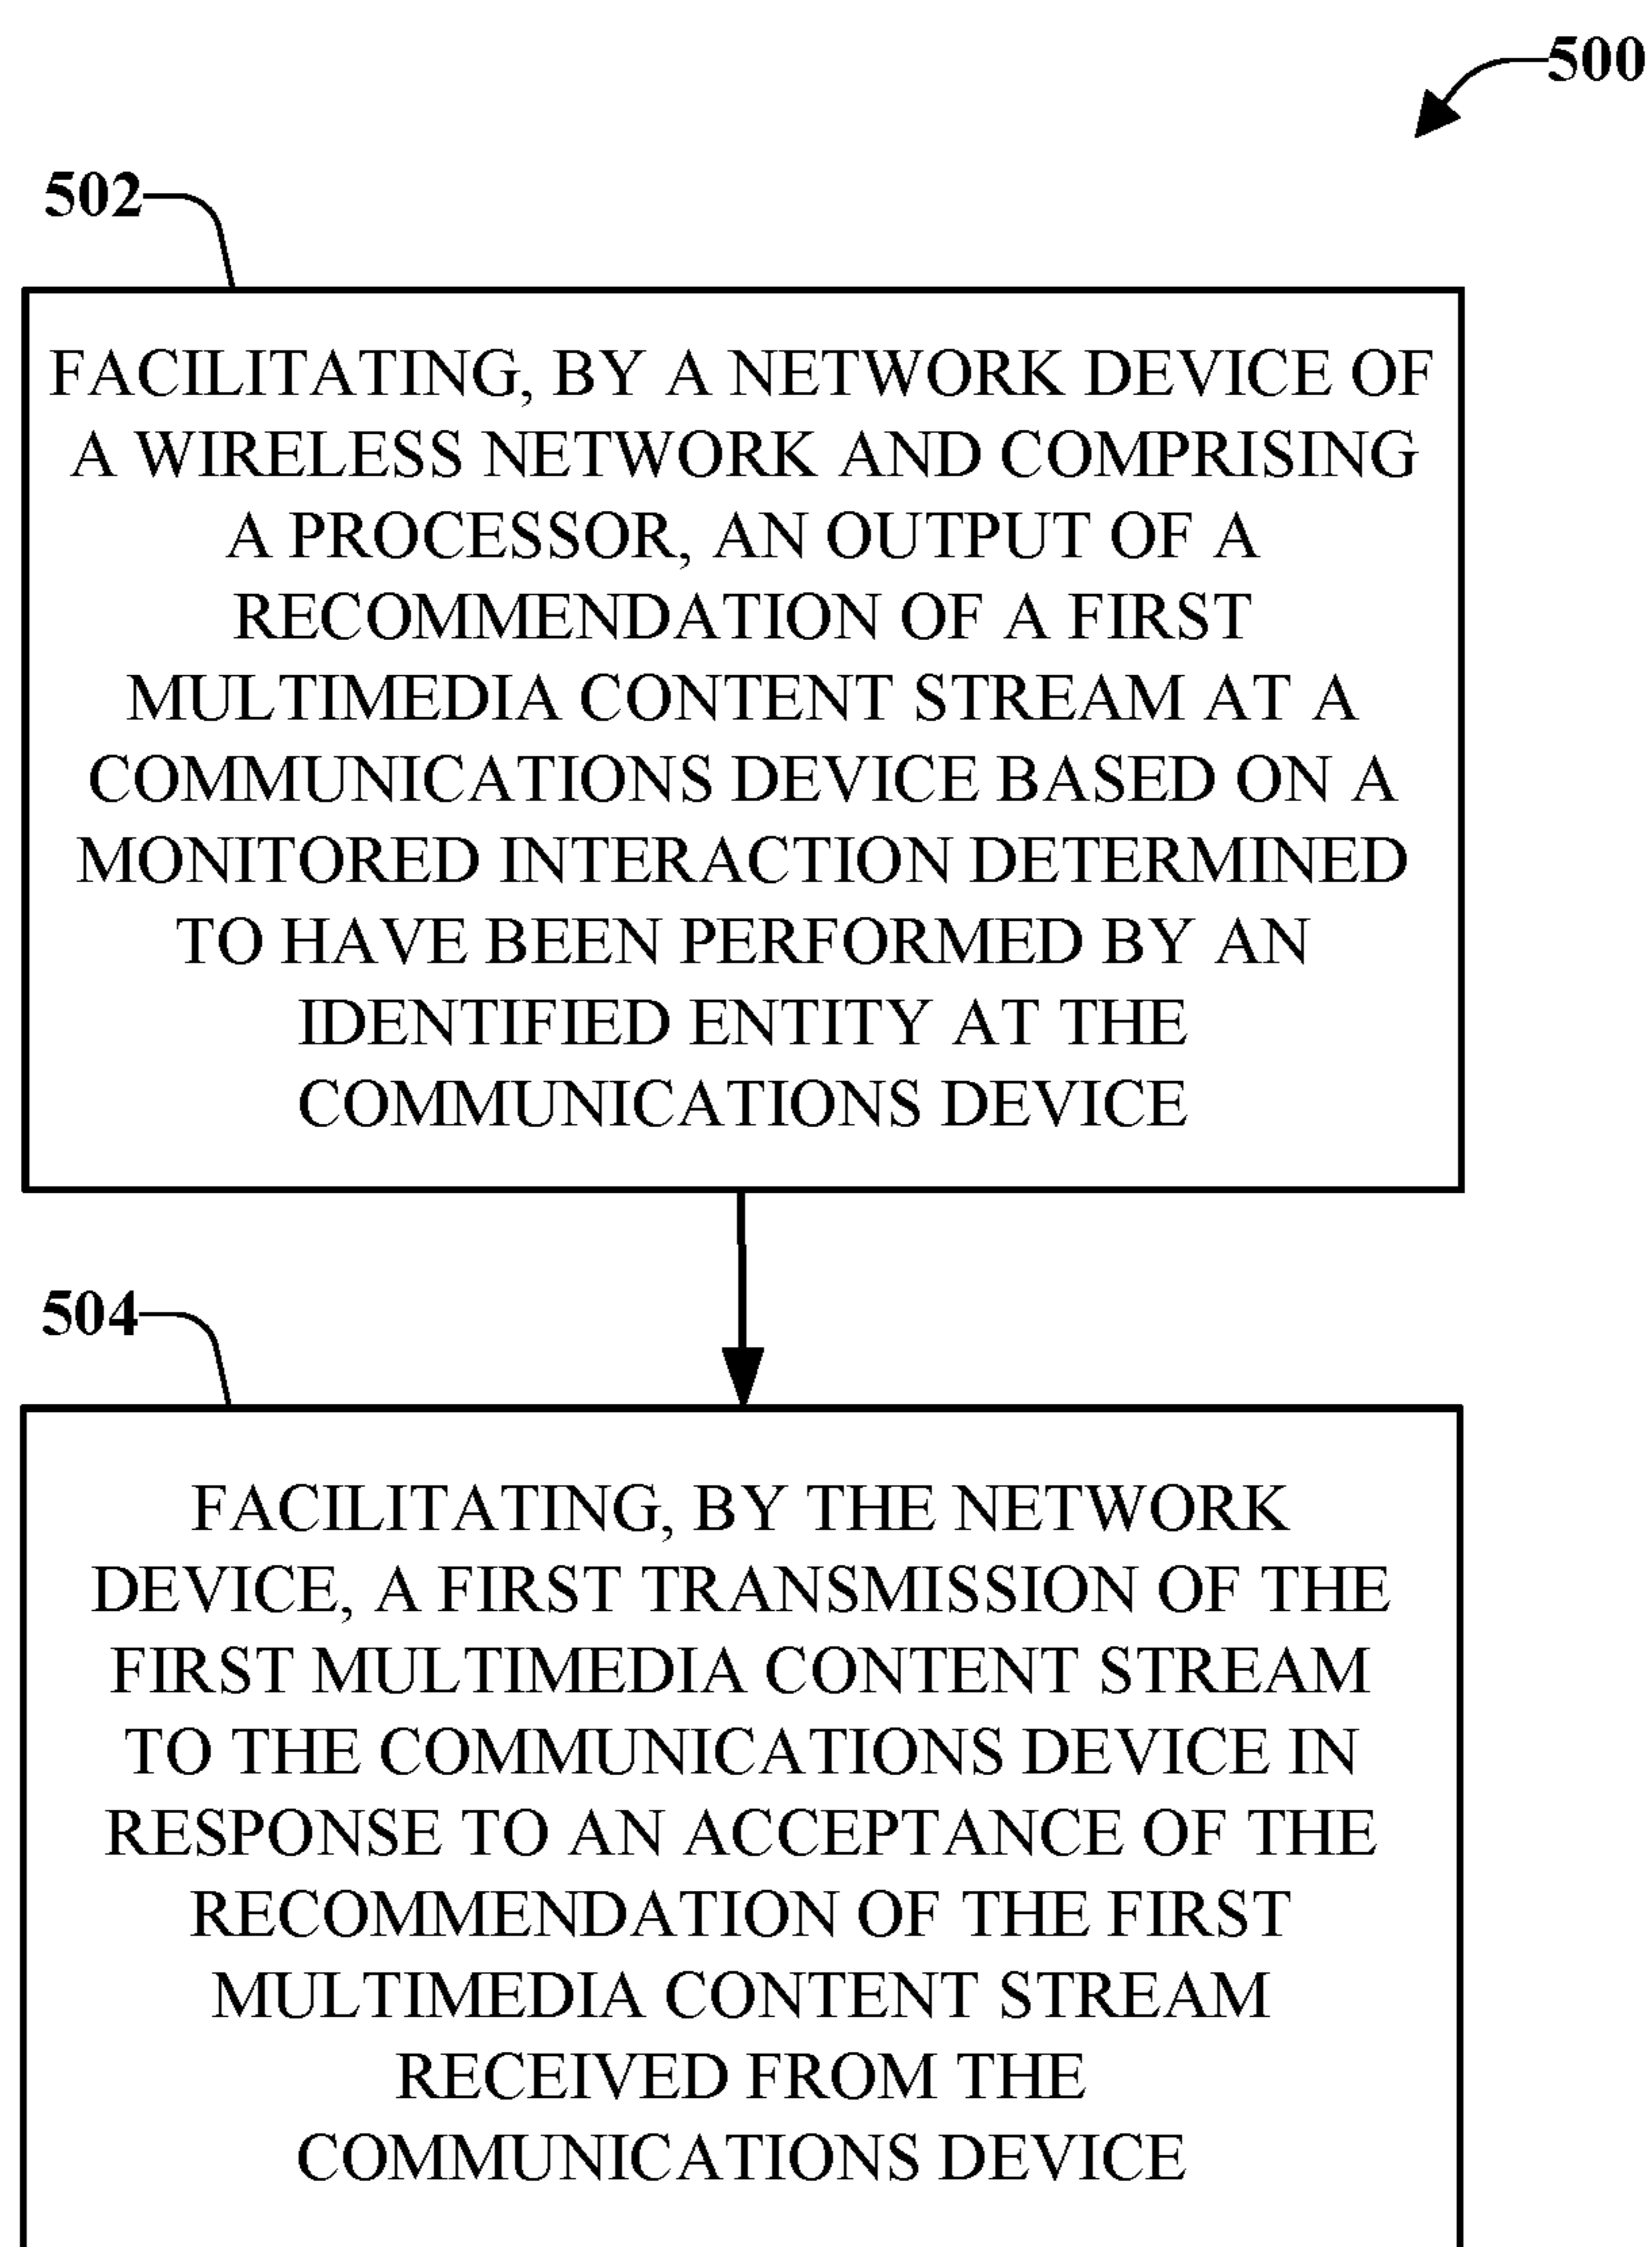 500
502
FACILITATING, BY A NETWORK DEVICE OF
A WIRELESS NETWORK AND COMPRISING
A PROCESSOR, AN OUTPUT OF A
RECOMMENDATION OF A FIRST
MULTIMEDIA CONTENT STREAM AT A
COMMUNICATIONS DEVICE BASED ON A
MONITORED INTERACTION DETERMINED
TO HAVE BEEN PERFORMED BY AN
IDENTIFIED ENTITY AT THE
COMMUNICATIONS DEVICE
504
FACILITATING, BY THE NETWORK
DEVICE, A FIRST TRANSMISSION OF THE
FIRST MULTIMEDIA CONTENT STREAM
TO THE COMMUNICATIONS DEVICE IN
RESPONSE TO AN ACCEPTANCE OF THE
RECOMMENDATION OF THE FIRST
MULTIMEDIA CONTENT STREAM
RECEIVED FROM THE
COMMUNICATIONS DEVICE